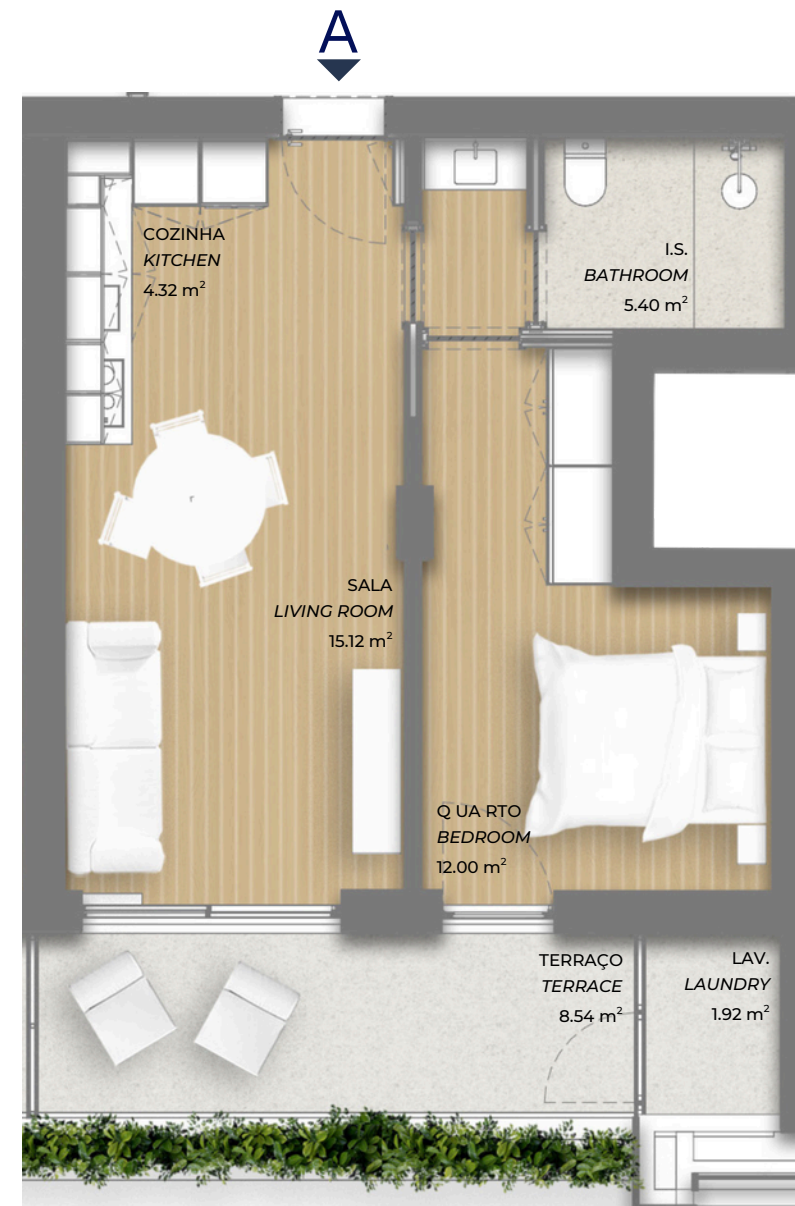 A
COZINHA
KITCHEN
4.32 m²
I.S.
BATHROOM
5.40 m²
SALA
LIVING ROOM
15.12 m²
Q UA RTO
BEDROOM
12.00 m²
TERRAÇO
TERRACE
8.54 m²
LAV.
LAUNDRY
1.92 m²